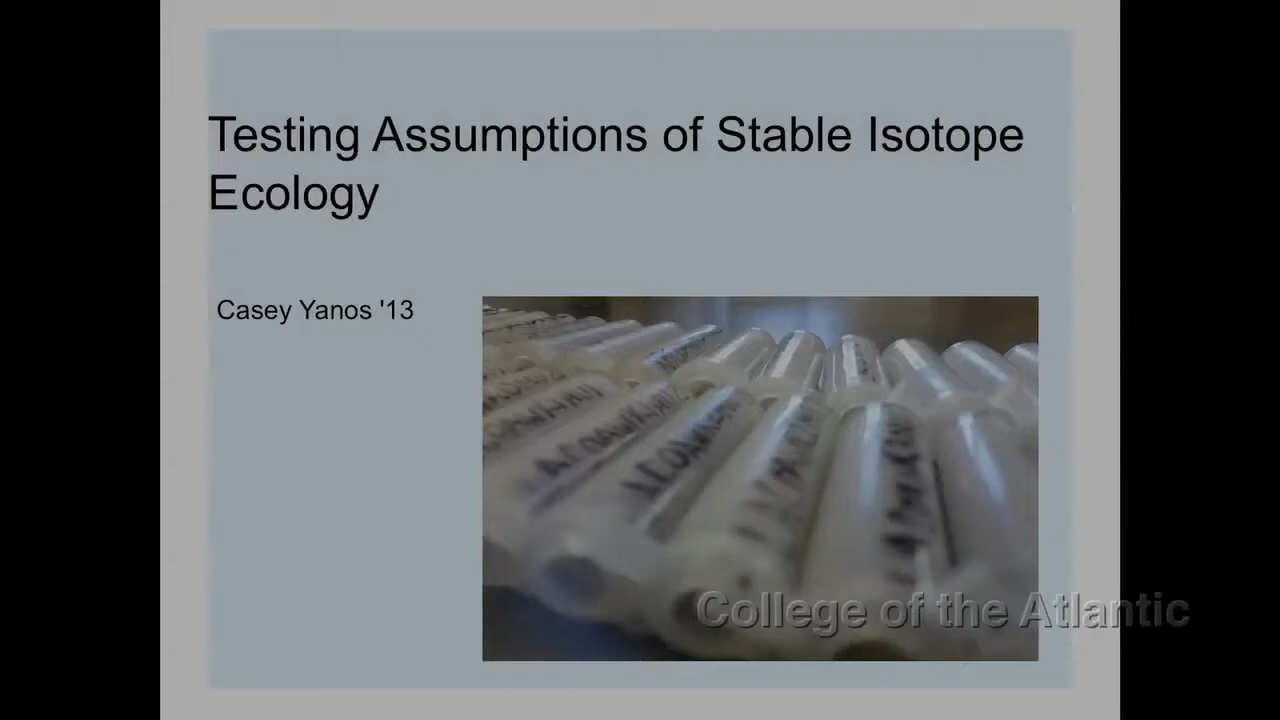 Testing Assumptions of Stable Isotope
Ecology
Casey Yanos '13
College of the Atlantic